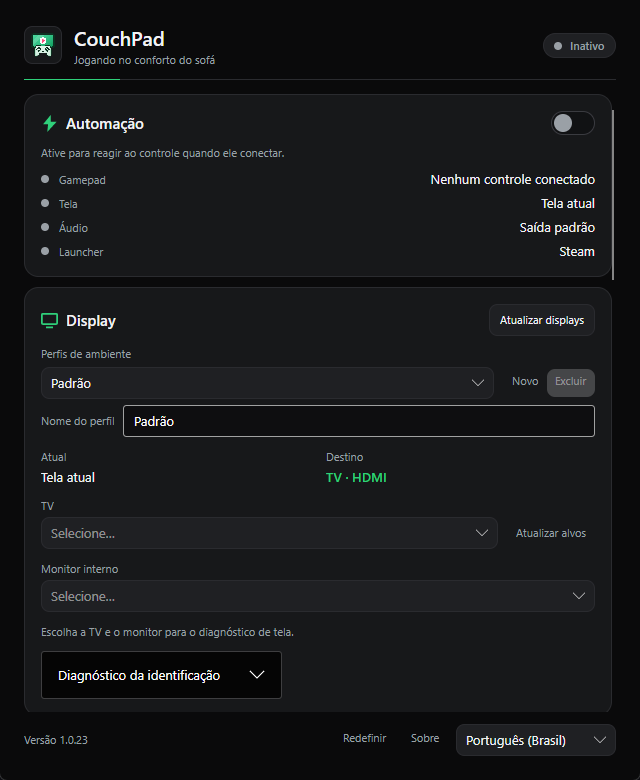 CouchPad
Jogando no conforto do sofá
Inativo
Automação
Ative para reagir ao controle quando ele conectar.
Gamepad
Nenhum controle conectado
Tela
Tela atual
Áudio
Saída padrão
Launcher
Steam
Display
Atualizar displays
Perfis de ambiente
Padrão
Novo
Excluir
Nome do perfil
Padrão
Atual
Destino
Tela atual
TV · HDMI
TV
Selecione...
Atualizar alvos
Monitor interno
Selecione...
Escolha a TV e o monitor para o diagnóstico de tela.
Diagnóstico da identificação
Versão 1.0.23
Redefinir
Sobre
Português (Brasil)